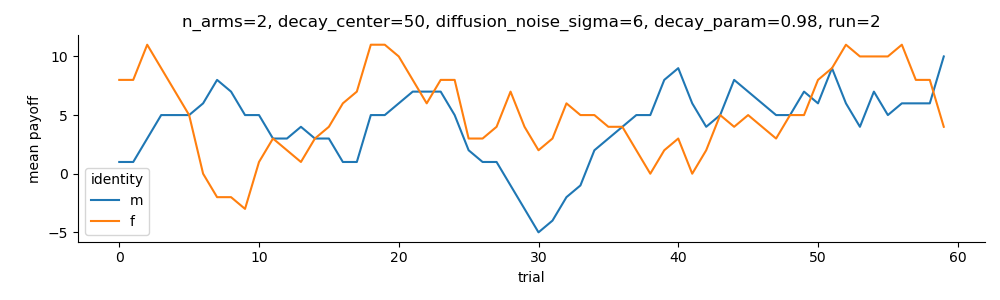 n_arms=2, decay_center=50, diffusion_noise_sigma=6, decay_param=0.98, run=2
mean payoff
10
5
0
−5
identity
m
f
0 10 20 30 40 50 60
trial